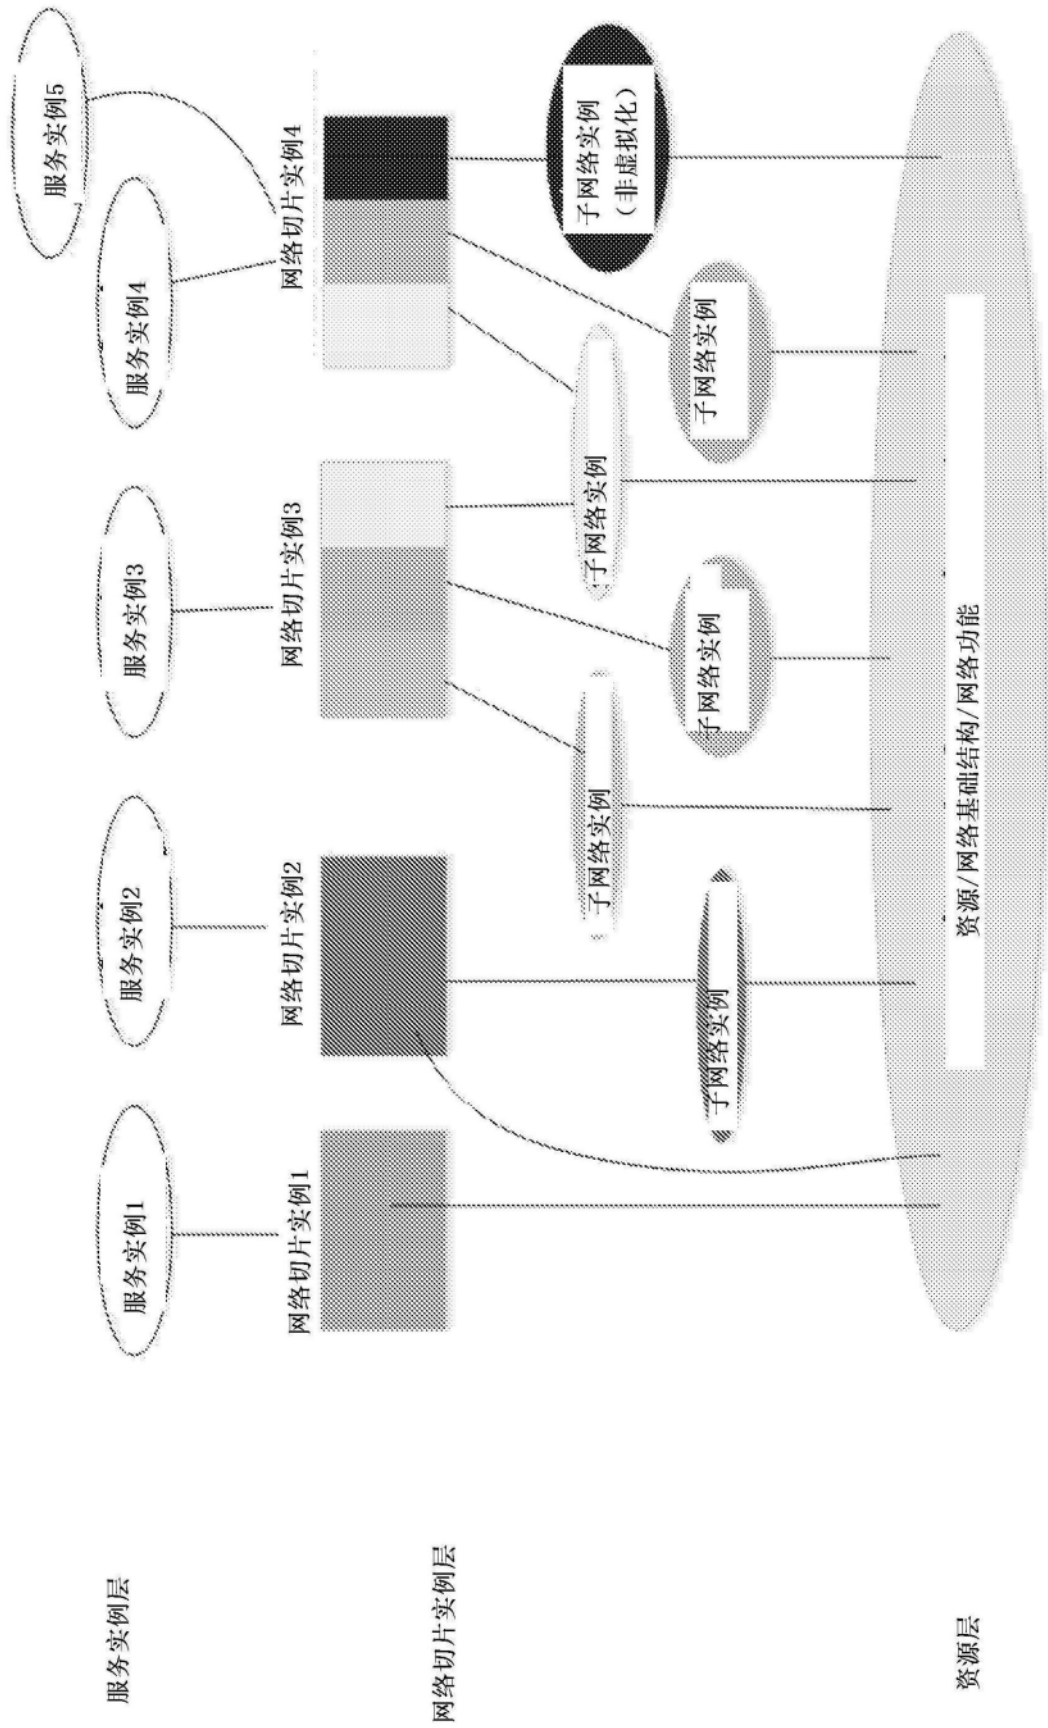 服务实例层
服务实例1
服务实例2
服务实例3
服务实例4
服务实例5
网络切片实例层
网络切片实例1
网络切片实例2
网络切片实例3
网络切片实例4
子网络实例
子网络实例
子网络实例
（非虚拟化）
子网络实例
子网络实例
子网络实例
资源层
资源/网络基础结构/网络功能